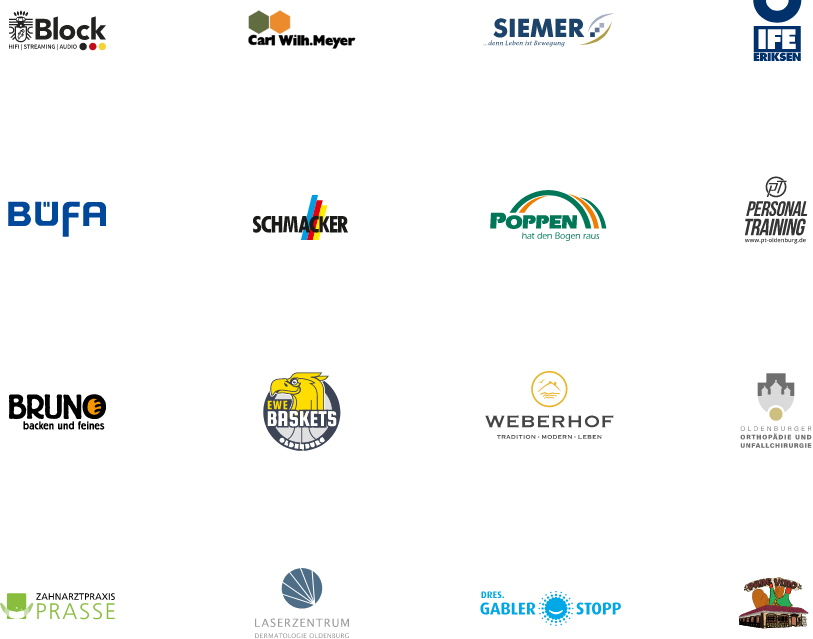 Block
HIFI | STREAMING | AUDIO
Carl Wilh.Meyer
SIEMER
...denn Leben ist Bewegung
IFE
ERIKSEN
BÜFA
SCHMACKER
POPPEN
hat den Bogen raus
PT
PERSONAL
TRAINING
www.pt-oldenburg.de
BRUNO
backen und feines
EWE
BASKETS
OLDENBURG
WEBERHOF
TRADITION · MODERN · LEBEN
OLDENBURGER
ORTHOPÄDIE UND
UNFALLCHIRURGIE
ZAHNARZTPRAXIS
PRASSE
LASERZENTRUM
DERMATOLOGIE OLDENBURG
DRES.
GABLER STOPP